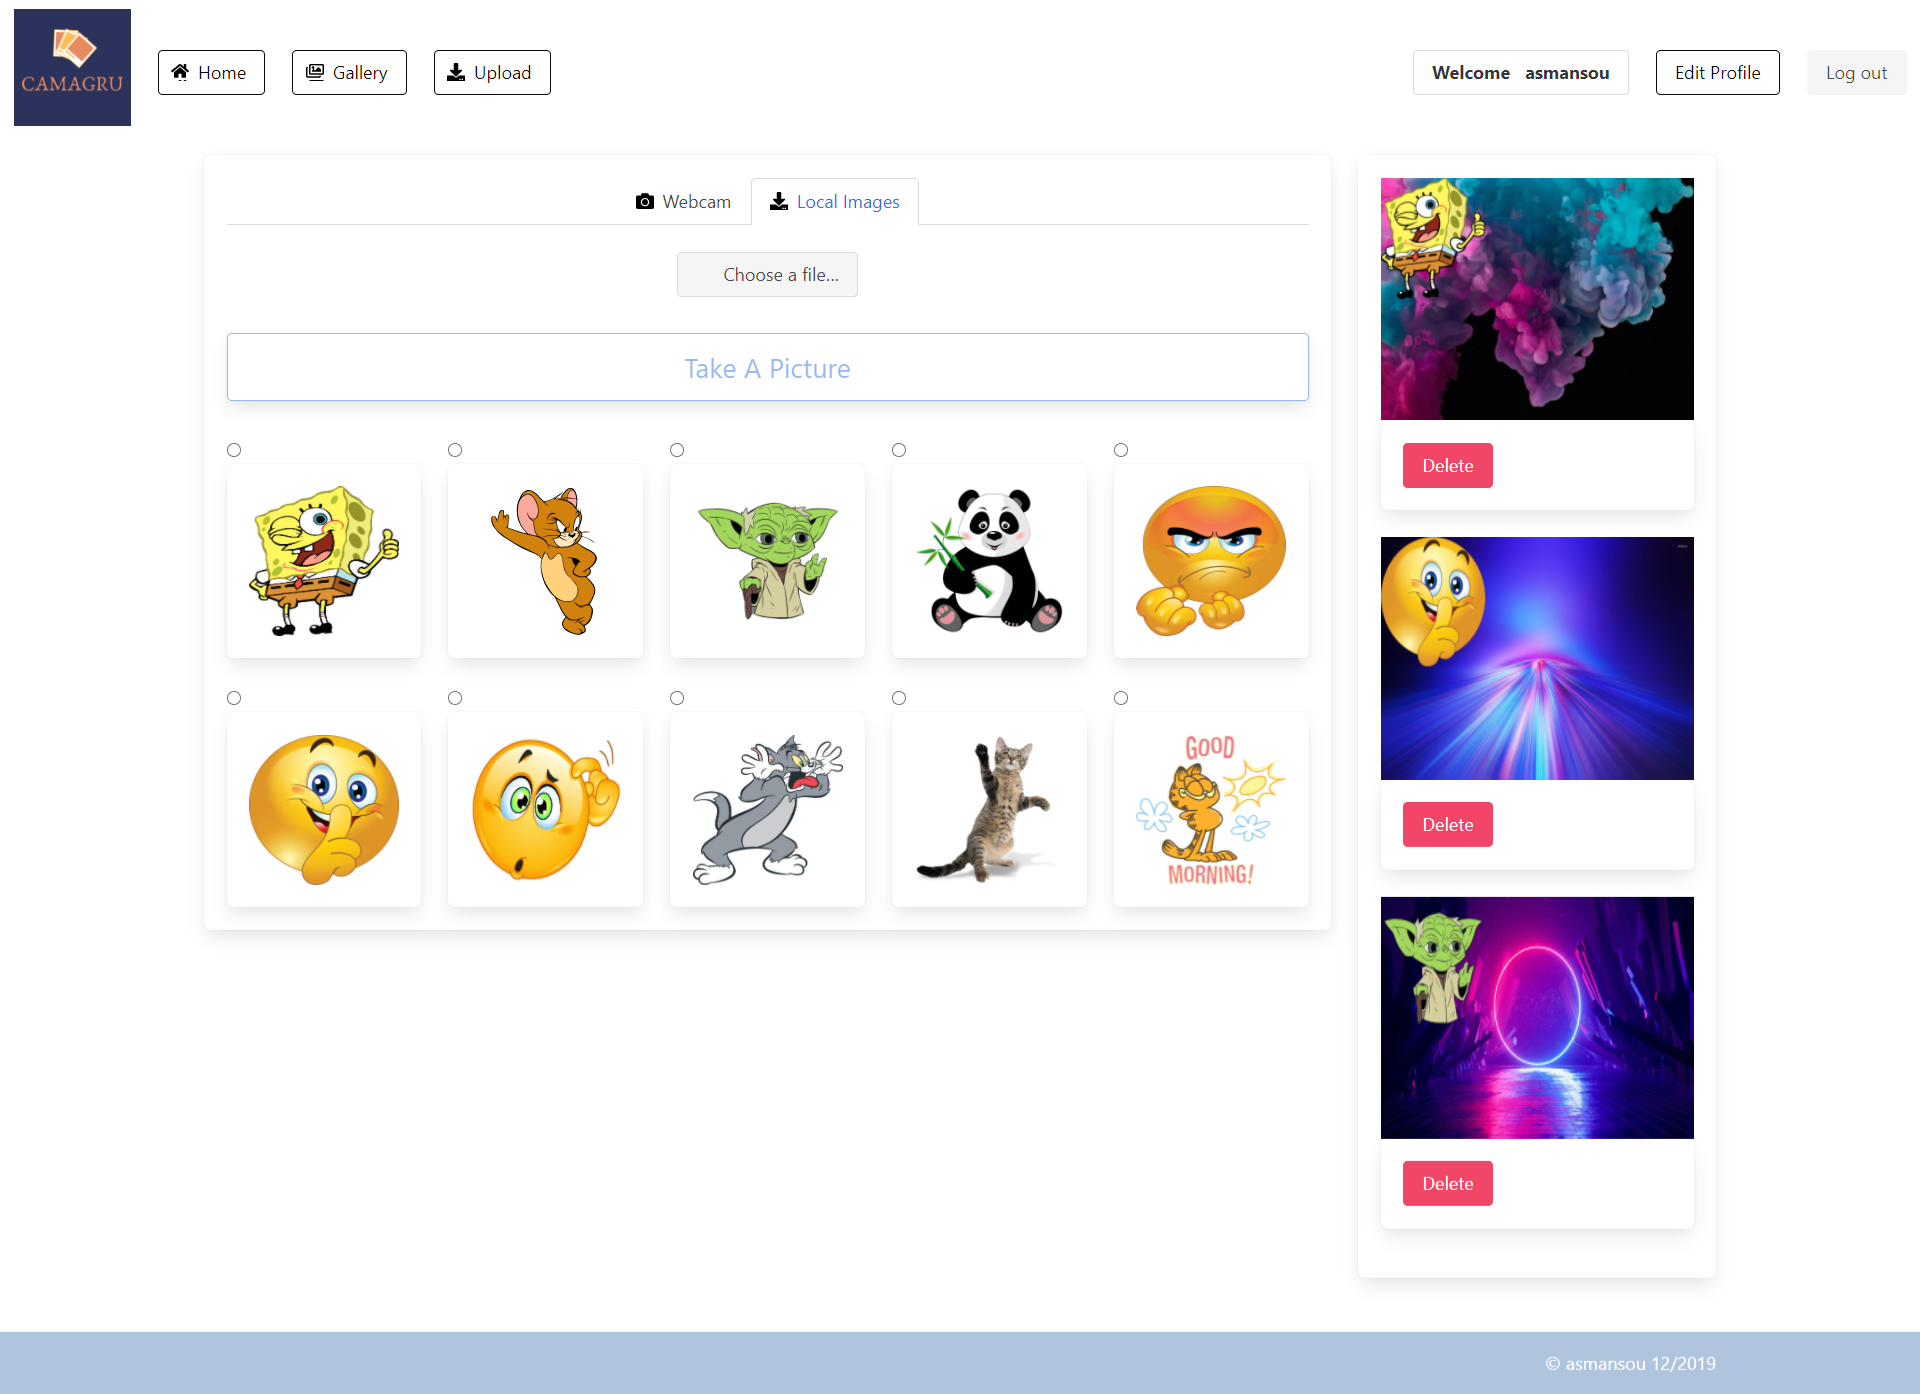 CAMAGRU
Home
Gallery
Upload
Welcome asmansou
Edit Profile
Log out
Webcam
Local Images
Choose a file...
Take A Picture
GOOD
MORNING!
Delete
Delete
Delete
© asmansou 12/2019